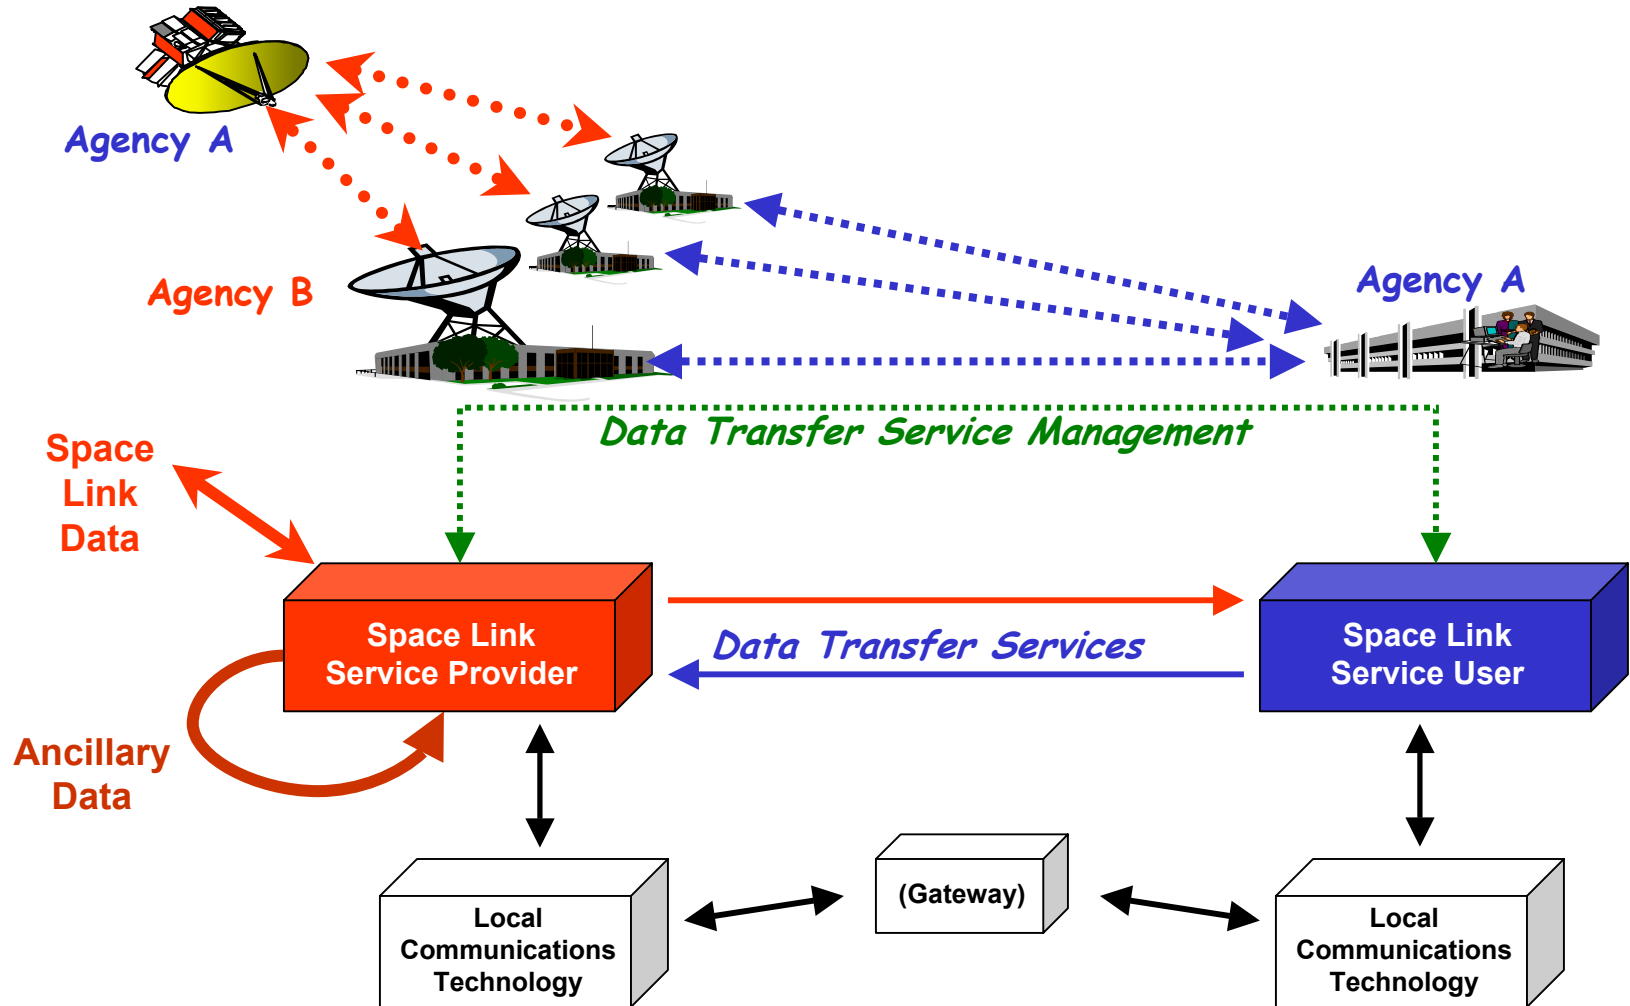 Agency A
Agency B
Agency A
Data Transfer Service Management
Space
Link
Data
Space Link
Service Provider
Data Transfer Services
Space Link
Service User
Ancillary
Data
(Gateway)
Local
Communications
Technology
Local
Communications
Technology